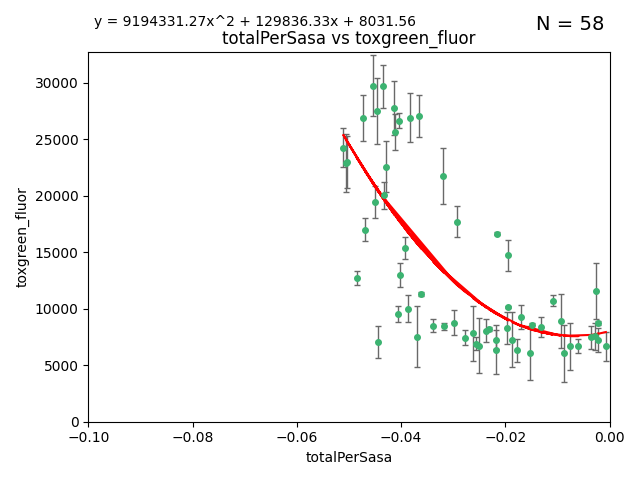 y = 9194331.27x^2 + 129836.33x + 8031.56
N = 58
totalPerSasa vs toxgreen_fluor
30000
25000
20000
15000
10000
5000
0
toxgreen_fluor
−0.10 −0.08 −0.06 −0.04 −0.02 0.00
totalPerSasa